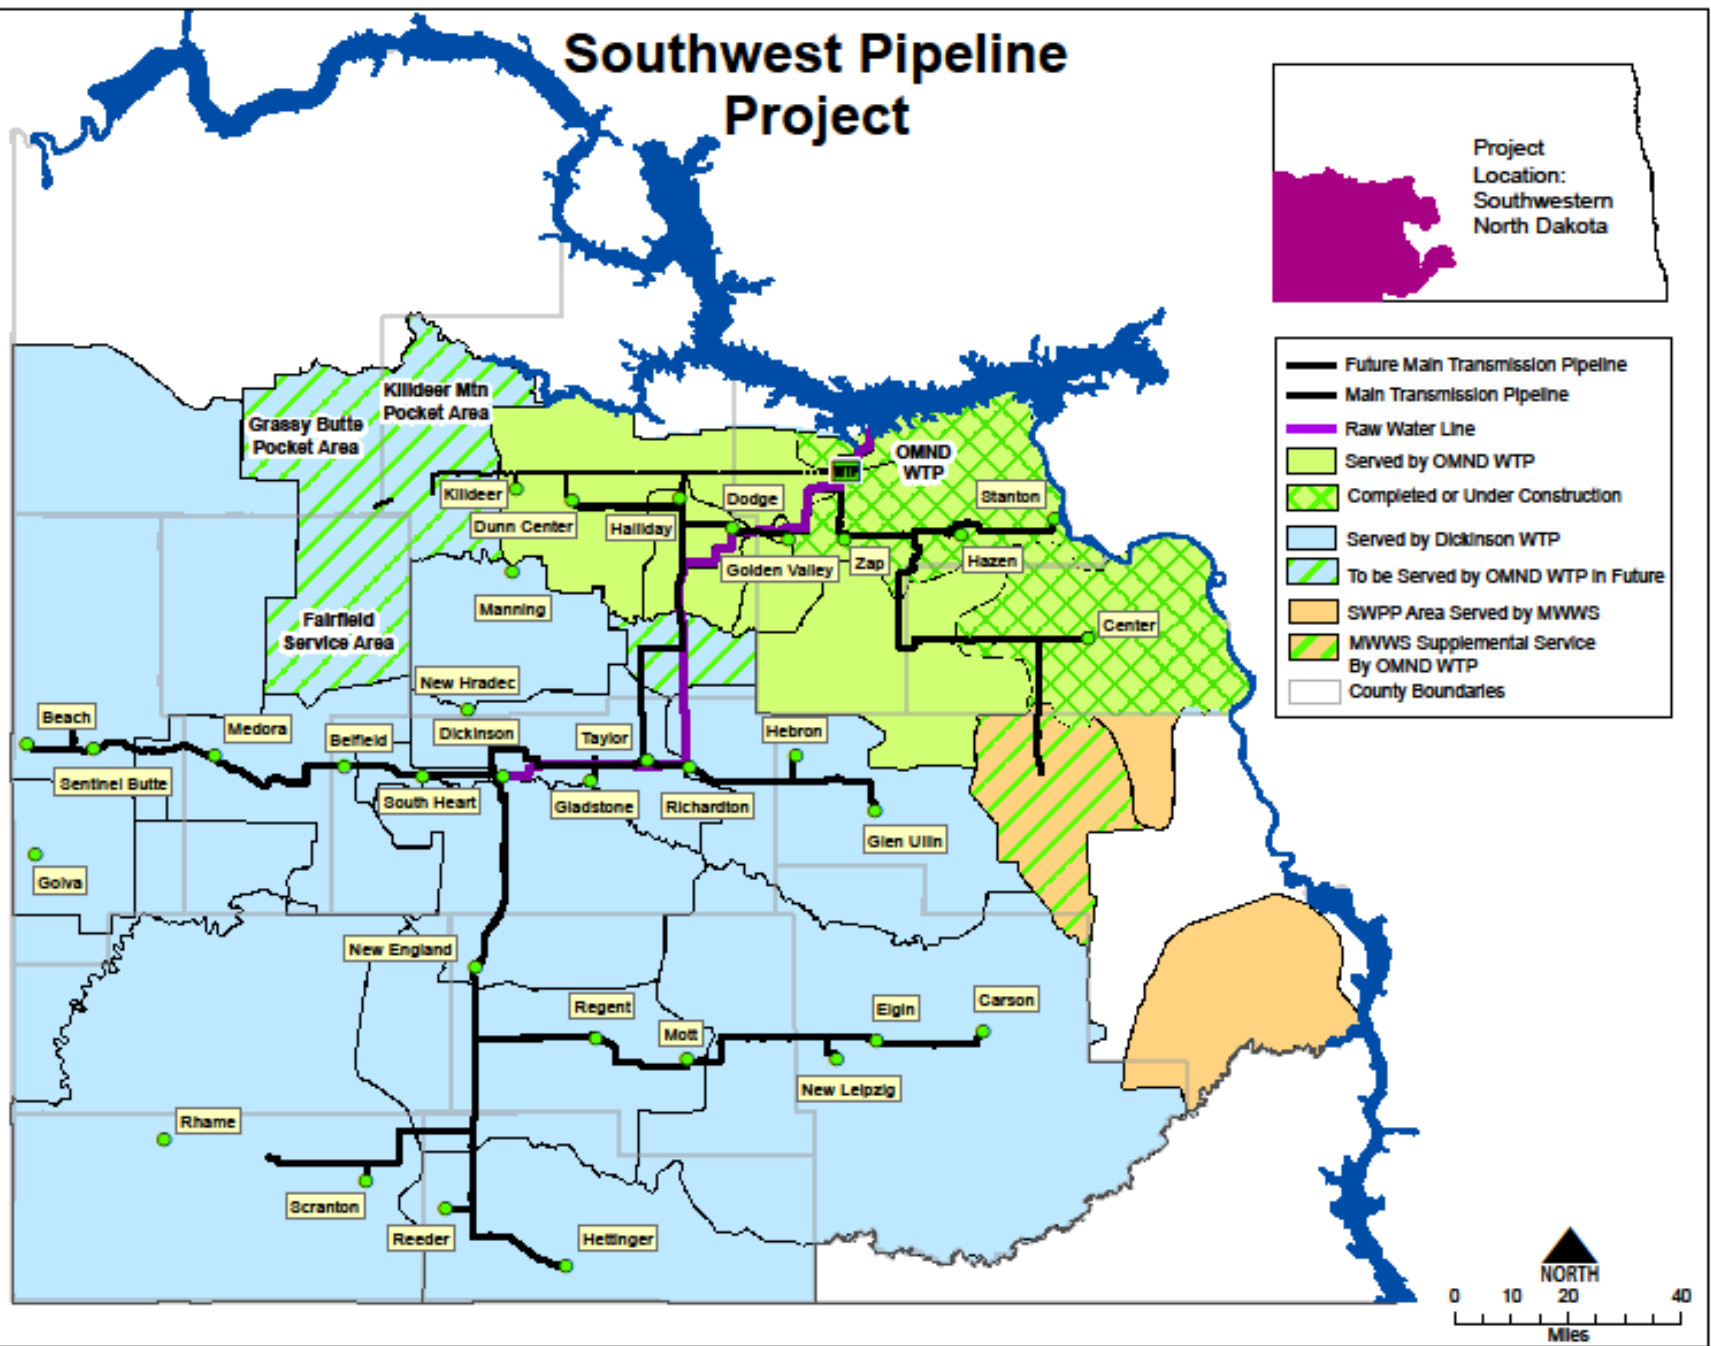 Southwest Pipeline
Project
Project
Location:
Southwestern
North Dakota
Future Main Transmission Pipeline
Main Transmission Pipeline
Raw Water Line
Served by OMND WTP
Completed or Under Construction
Served by Dickinson WTP
To be Served by OMND WTP In Future
SWPP Area Served by MWWS
MWWS Supplemental Service
By OMND WTP
County Boundaries
Killdeer Mtn
Pocket Area
Grassy Butte
Pocket Area
OMND
WTP
WTP
Killdeer
Dodge
Stanton
Dunn Center
Halliday
Golden Valley
Zap
Hazen
Manning
Fairfield
Service Area
Center
New Hradec
Beach
Medora
Belfield
Dickinson
Taylor
Hebron
Sentinel Butte
South Heart
Gladstone
Richardton
Glen Ullin
Golva
New England
Regent
Mott
Elgin
Carson
New Leipzig
Rhame
Scranton
Reeder
Hettinger
NORTH
0 10 20 40
Miles